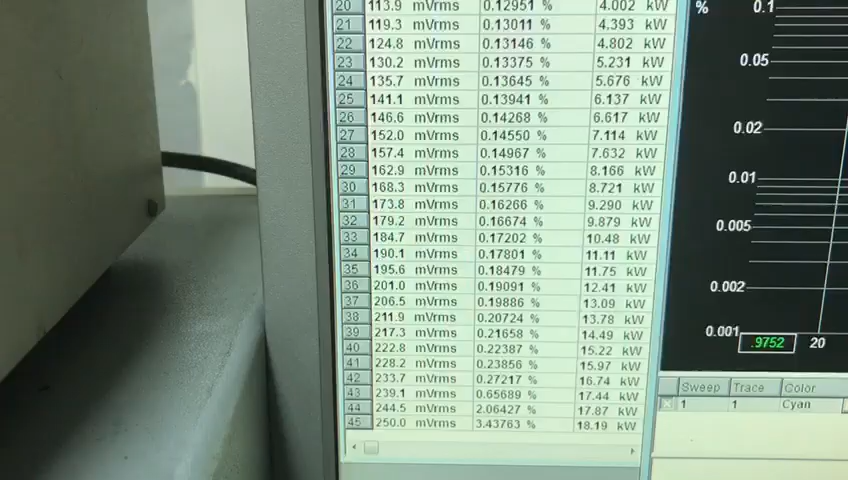 20 113.9 mVrms 0.12951 % 4.002 kW
21 119.3 mVrms 0.13011 % 4.393 kW
22 124.8 mVrms 0.13146 % 4.802 kW
23 130.2 mVrms 0.13375 % 5.231 kW
24 135.7 mVrms 0.13645 % 5.676 kW
25 141.1 mVrms 0.13941 % 6.137 kW
26 146.6 mVrms 0.14268 % 6.617 kW
27 152.0 mVrms 0.14550 % 7.114 kW
28 157.4 mVrms 0.14967 % 7.632 kW
29 162.9 mVrms 0.15316 % 8.166 kW
30 168.3 mVrms 0.15776 % 8.721 kW
31 173.8 mVrms 0.16266 % 9.290 kW
32 179.2 mVrms 0.16674 % 9.879 kW
33 184.7 mVrms 0.17202 % 10.48 kW
34 190.1 mVrms 0.17801 % 11.11 kW
35 195.6 mVrms 0.18479 % 11.75 kW
36 201.0 mVrms 0.19091 % 12.41 kW
37 206.5 mVrms 0.19886 % 13.09 kW
38 211.9 mVrms 0.20724 % 13.78 kW
39 217.3 mVrms 0.21658 % 14.49 kW
40 222.8 mVrms 0.22387 % 15.22 kW
41 228.2 mVrms 0.23856 % 15.97 kW
42 233.7 mVrms 0.27217 % 16.74 kW
43 239.1 mVrms 0.65689 % 17.44 kW
44 244.5 mVrms 2.06427 % 17.87 kW
45 250.0 mVrms 3.43763 % 18.19 kW
% 0.1
0.05
0.02
0.01
0.005
0.002
0.001
.9752 20
Sweep Trace Color
1 1 Cyan